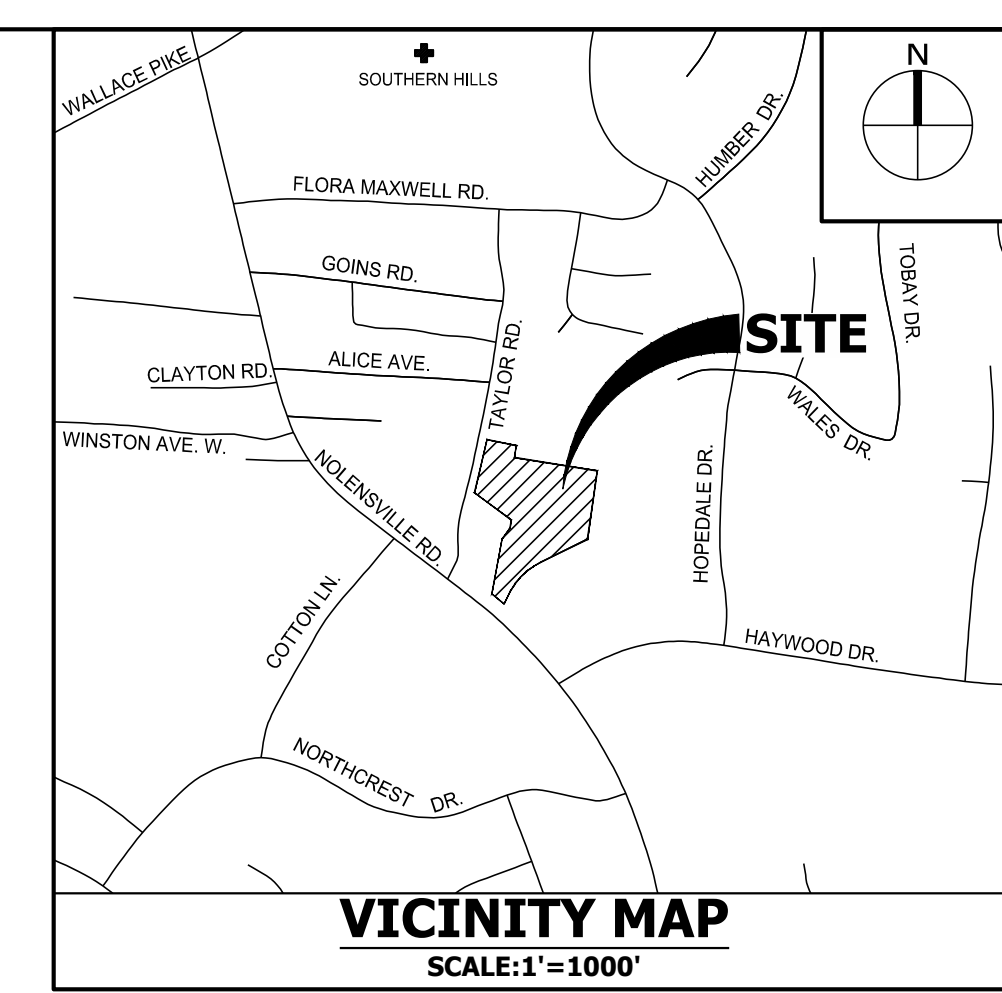 WALLACE PIKE
SOUTHERN HILLS
N
HUMBER DR.
FLORA MAXWELL RD.
TOBAY DR.
GOINS RD.
SITE
TAYLOR RD.
ALICE AVE.
CLAYTON RD.
WALES DR.
WINSTON AVE. W.
NOLENSVILLE RD.
HOPEDALE DR.
COTTON LN.
HAYWOOD DR.
NORTHCREST DR.
VICINITY MAP
SCALE:1'=1000'